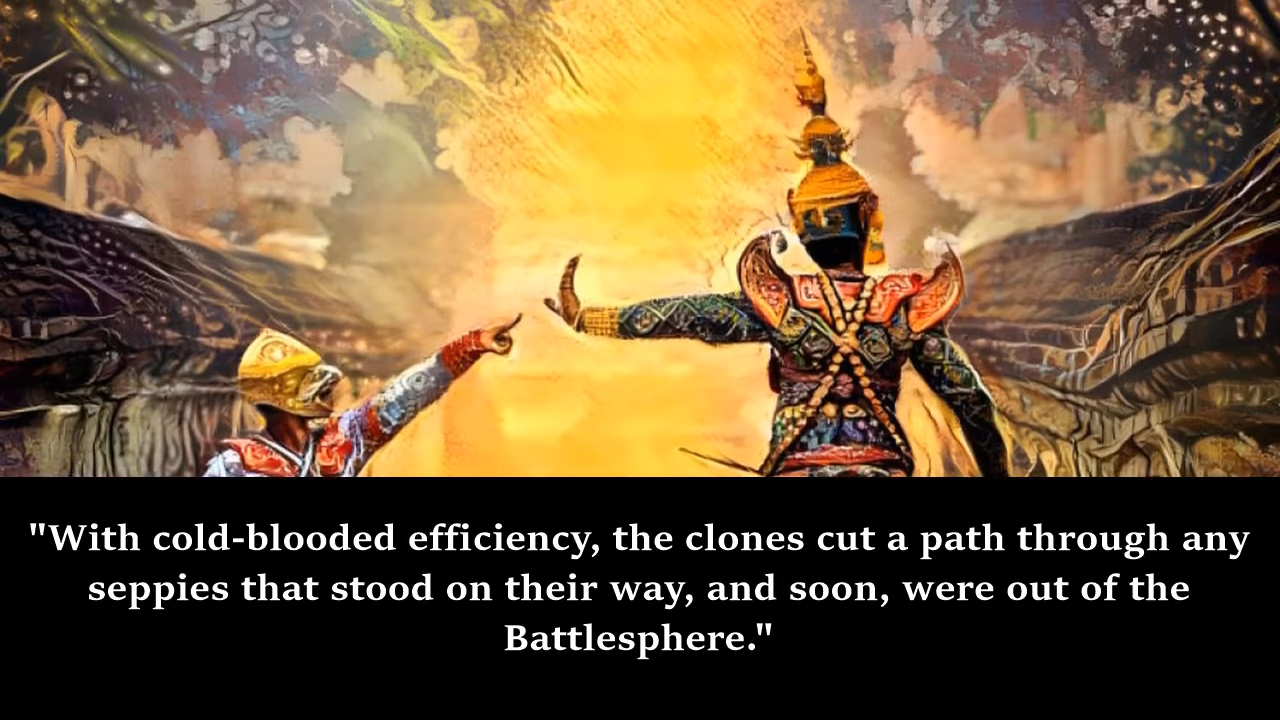 "With cold-blooded efficiency, the clones cut a path through any
seppies that stood on their way, and soon, were out of the
Battlesphere."